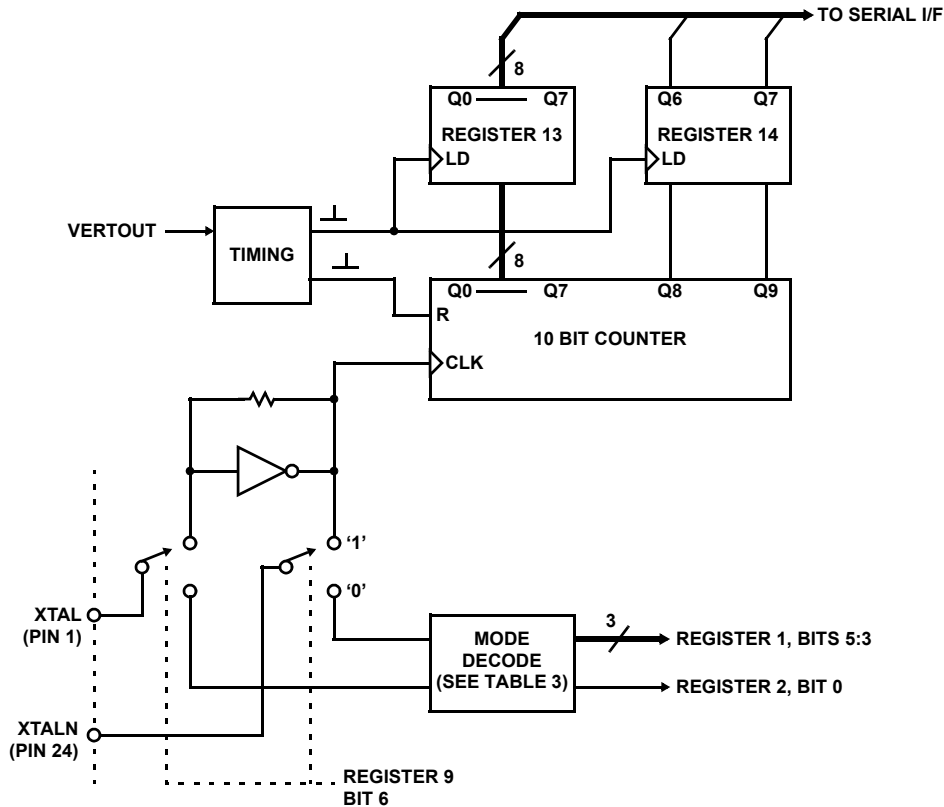 TO SERIAL I/F
8
Q0 Q7
Q6 Q7
REGISTER 13
REGISTER 14
LD
LD
VERTOUT
TIMING
8
Q0 Q7 Q8 Q9
R
10 BIT COUNTER
CLK
‘1’
‘0’
XTAL
(PIN 1)
MODE
DECODE
(SEE TABLE 3)
3
REGISTER 1, BITS 5:3
REGISTER 2, BIT 0
XTALN
(PIN 24)
REGISTER 9
BIT 6